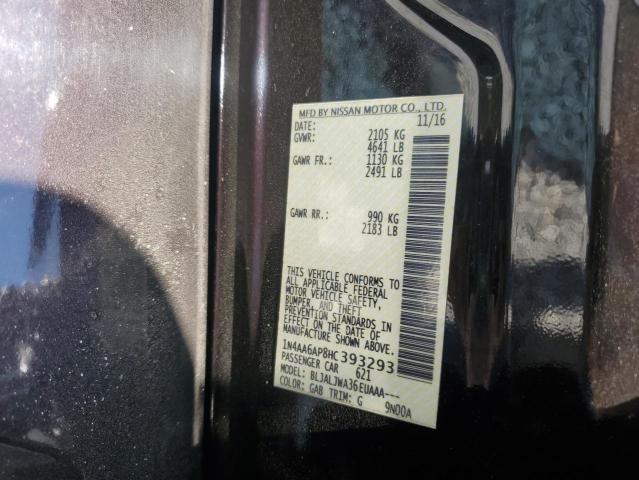 MFD BY NISSAN MOTOR CO., LTD.
DATE: 11/16
GVWR: 2105 KG
4641 LB
GAWR FR.: 1130 KG
2491 LB
GAWR RR.: 990 KG
2183 LB
THIS VEHICLE CONFORMS TO
ALL APPLICABLE FEDERAL
MOTOR VEHICLE SAFETY,
BUMPER, AND THEFT
PREVENTION STANDARDS IN
EFFECT ON THE DATE OF
MANUFACTURE SHOWN ABOVE.
1N4AA6AP8HC393293
PASSENGER CAR 621
MODEL: BLJALJWA36EUAAA---
COLOR: GAB TRIM: G 9N00A